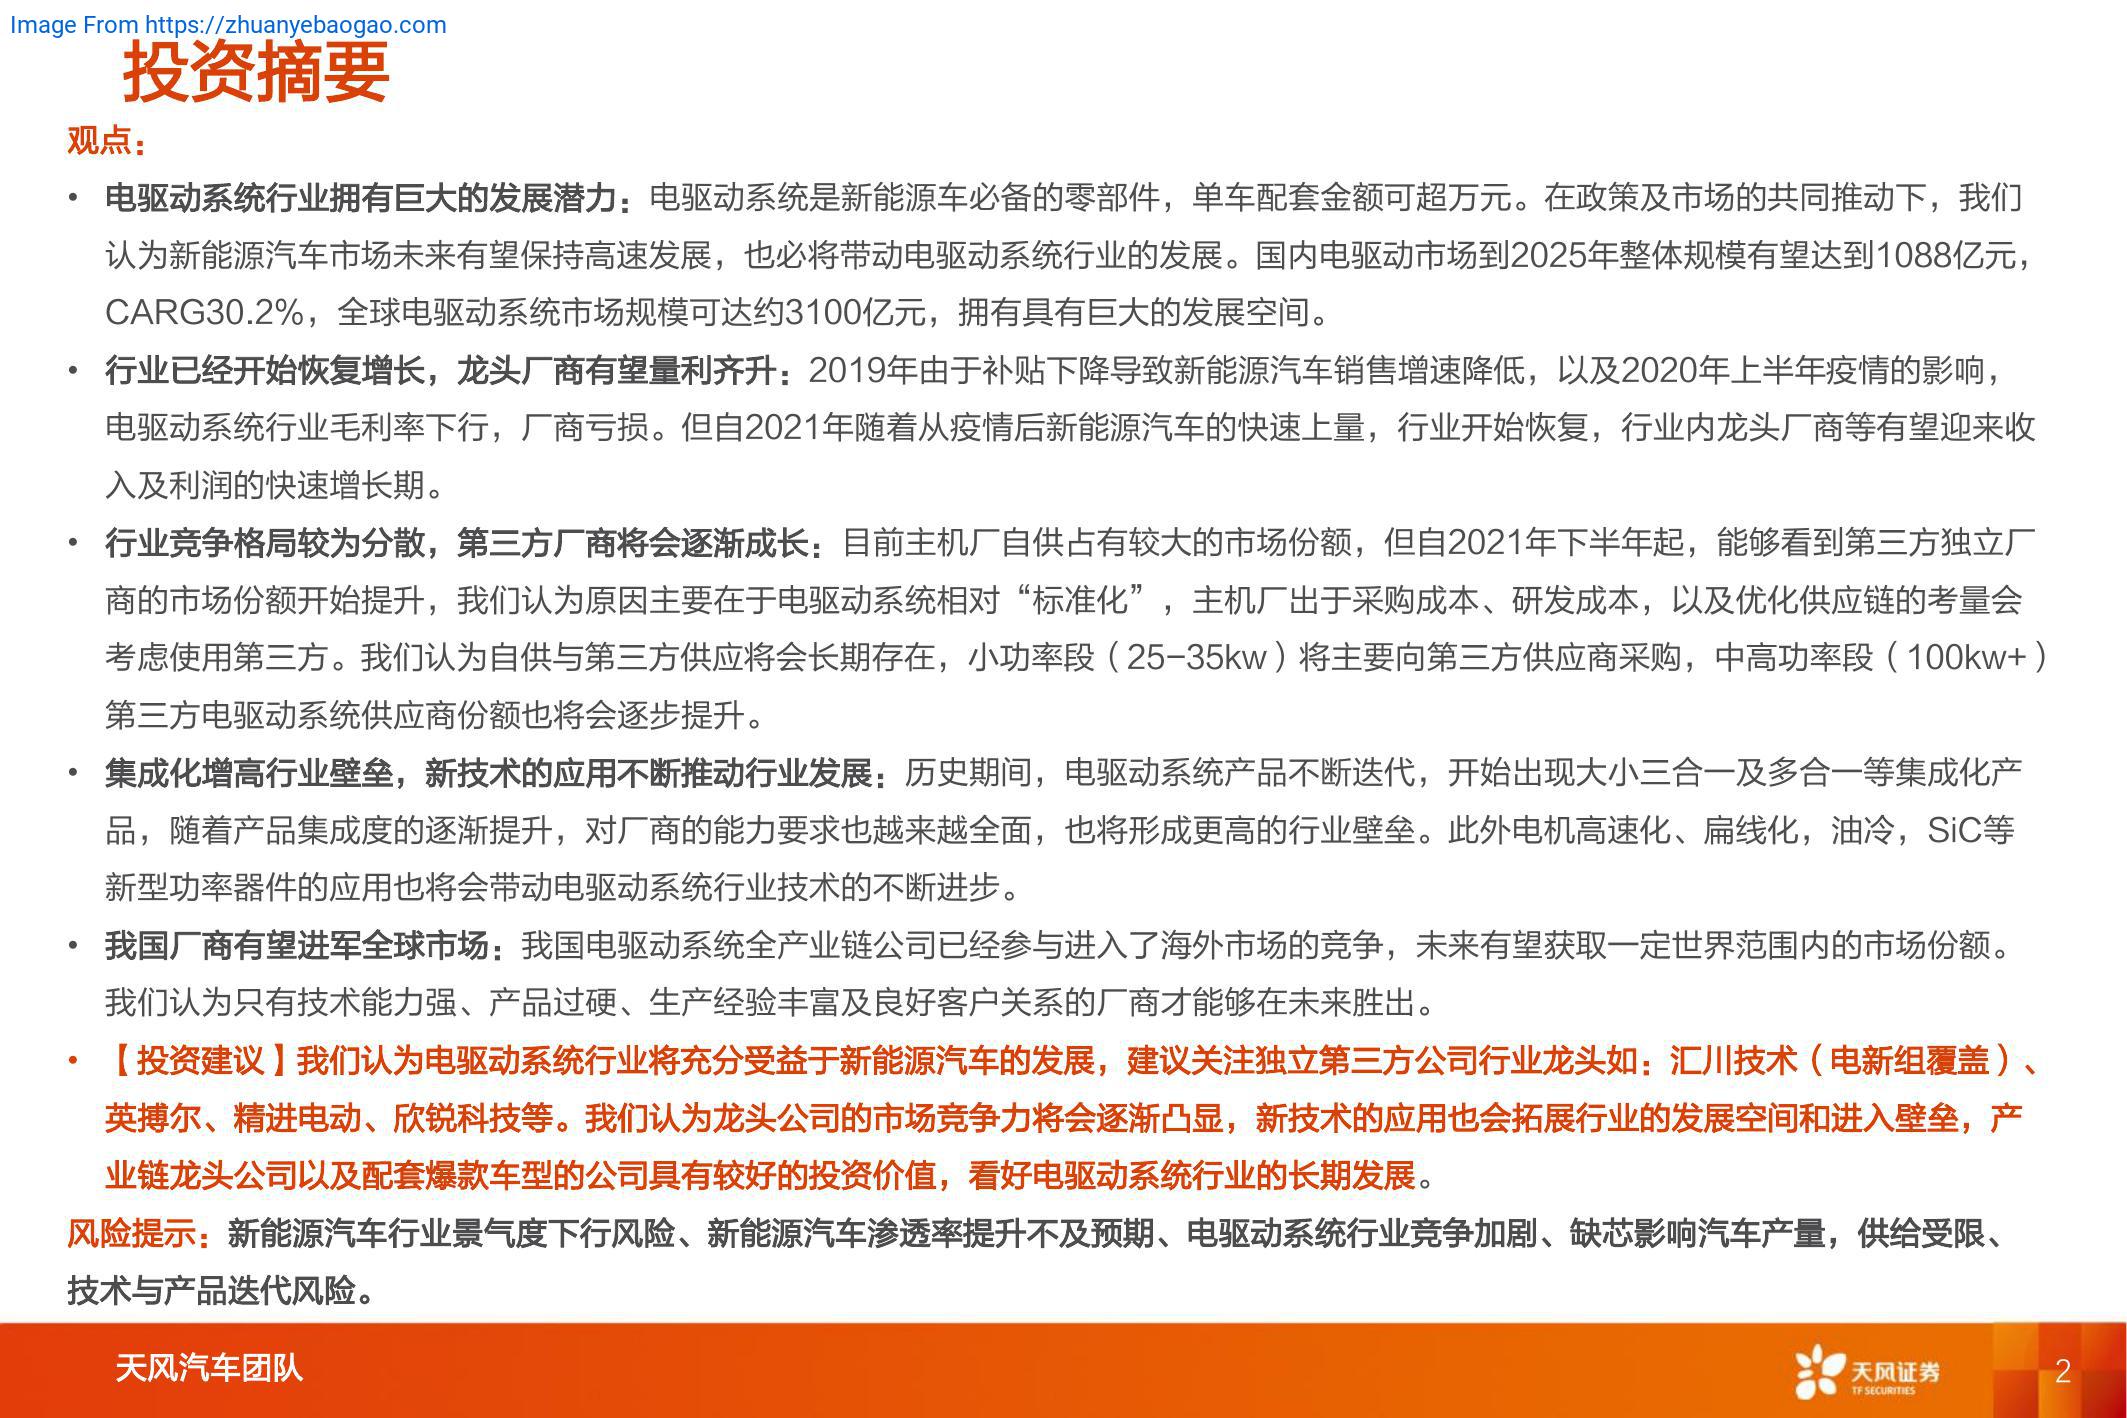 Image From https://zhuanyebaogao.com
投资摘要
观点：
• 电驱动系统行业拥有巨大的发展潜力：电驱动系统是新能源车必备的零部件，单车配套金额可超万元。在政策及市场的共同推动下，我们
认为新能源汽车市场未来有望保持高速发展，也必将带动电驱动系统行业的发展。国内电驱动市场到2025年整体规模有望达到1088亿元，
CARG30.2%，全球电驱动系统市场规模可达约3100亿元，拥有具有巨大的发展空间。
• 行业已经开始恢复增长，龙头厂商有望量利齐升：2019年由于补贴下降导致新能源汽车销售增速降低，以及2020年上半年疫情的影响，
电驱动系统行业毛利率下行，厂商亏损。但自2021年随着从疫情后新能源汽车的快速上量，行业开始恢复，行业内龙头厂商等有望迎来收
入及利润的快速增长期。
• 行业竞争格局较为分散，第三方厂商将会逐渐成长：目前主机厂自供占有较大的市场份额，但自2021年下半年起，能够看到第三方独立厂
商的市场份额开始提升，我们认为原因主要在于电驱动系统相对“标准化”，主机厂出于采购成本、研发成本，以及优化供应链的考量会
考虑使用第三方。我们认为自供与第三方供应将会长期存在，小功率段（25-35kw）将主要向第三方供应商采购，中高功率段（100kw+）
第三方电驱动系统供应商份额也将会逐步提升。
• 集成化增高行业壁垒，新技术的应用不断推动行业发展：历史期间，电驱动系统产品不断迭代，开始出现大小三合一及多合一等集成化产
品，随着产品集成度的逐渐提升，对厂商的能力要求也越来越全面，也将形成更高的行业壁垒。此外电机高速化、扁线化，油冷，SiC等
新型功率器件的应用也将会带动电驱动系统行业技术的不断进步。
• 我国厂商有望进军全球市场：我国电驱动系统全产业链公司已经参与进入了海外市场的竞争，未来有望获取一定世界范围内的市场份额。
我们认为只有技术能力强、产品过硬、生产经验丰富及良好客户关系的厂商才能够在未来胜出。
• 【投资建议】我们认为电驱动系统行业将充分受益于新能源汽车的发展，建议关注独立第三方公司行业龙头如：汇川技术（电新组覆盖）、
英搏尔、精进电动、欣锐科技等。我们认为龙头公司的市场竞争力将会逐渐凸显，新技术的应用也会拓展行业的发展空间和进入壁垒，产
业链龙头公司以及配套爆款车型的公司具有较好的投资价值，看好电驱动系统行业的长期发展。
风险提示：新能源汽车行业景气度下行风险、新能源汽车渗透率提升不及预期、电驱动系统行业竞争加剧、缺芯影响汽车产量，供给受限、
技术与产品迭代风险。
天风汽车团队
天风证券
TF SECURITIES
2